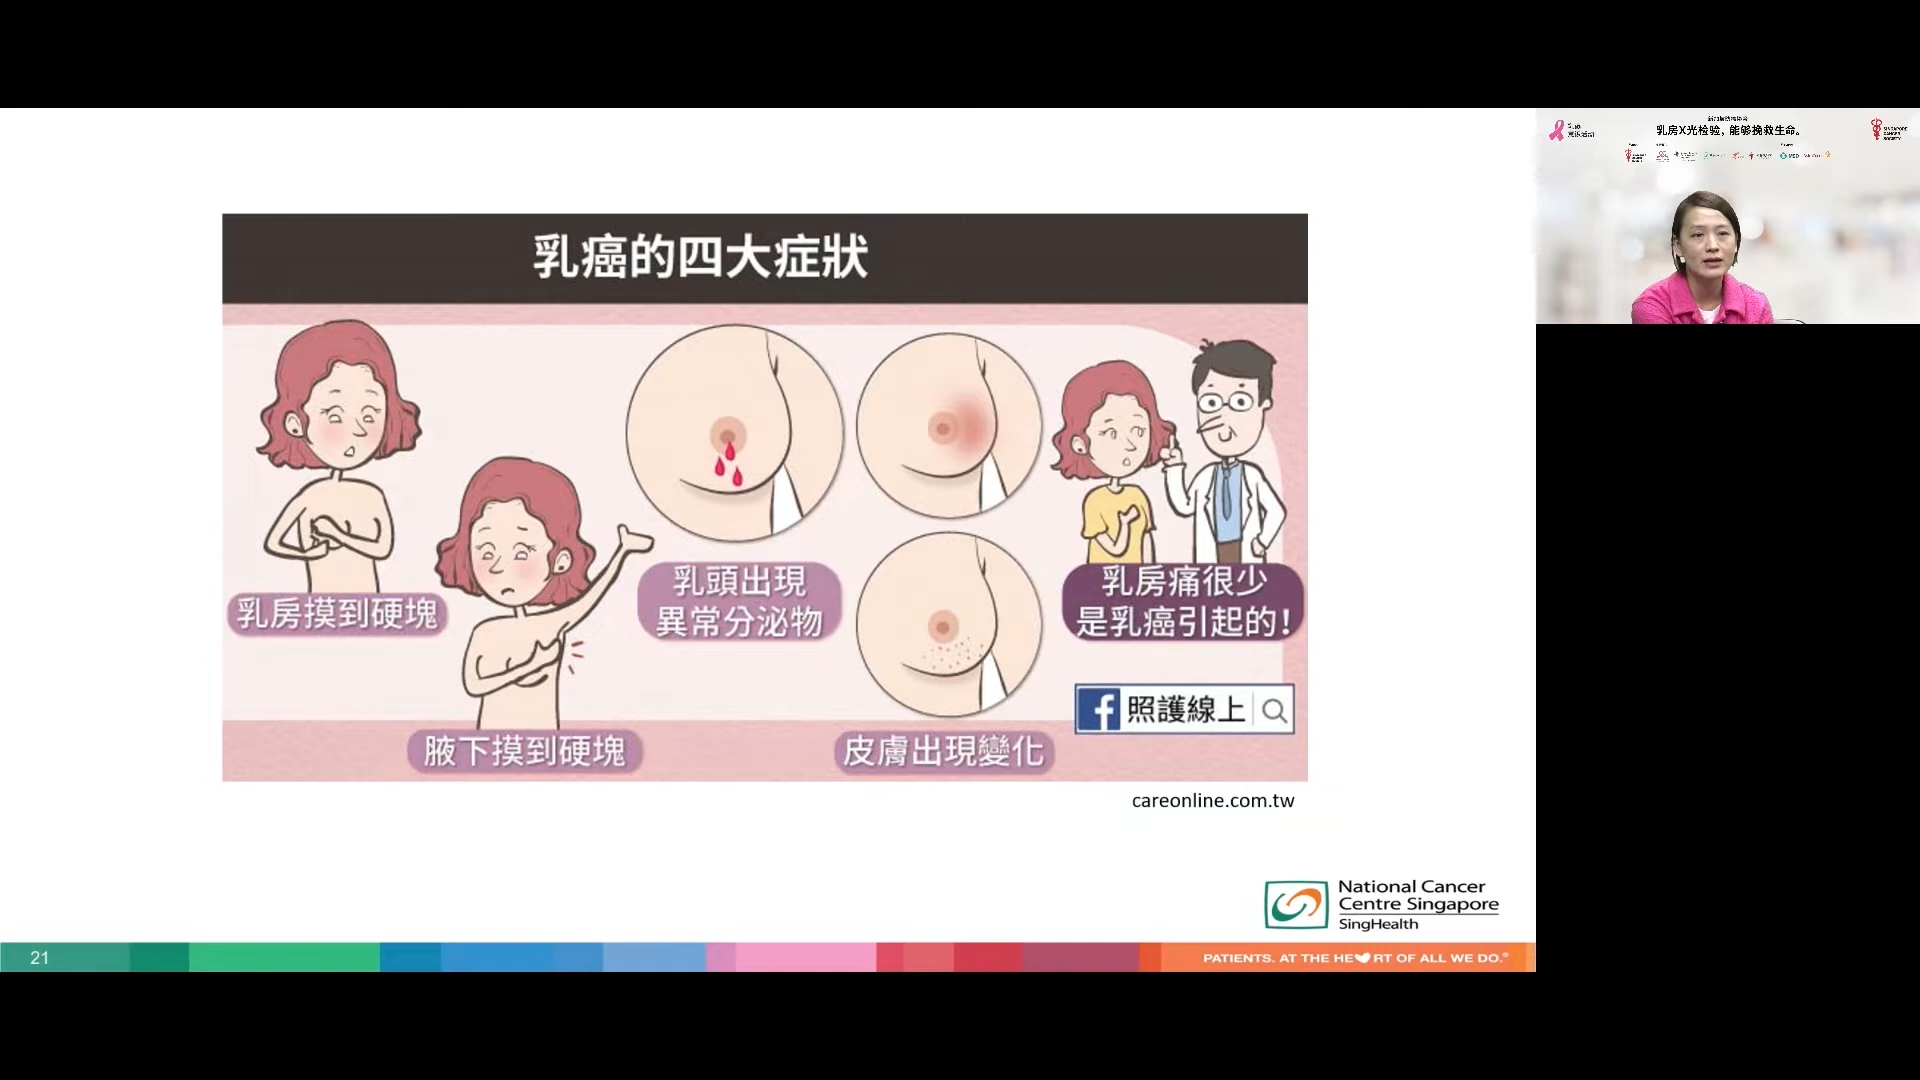 乳癌的四大症狀
乳房摸到硬塊
腋下摸到硬塊
乳頭出現
異常分泌物
皮膚出現變化
乳房痛很少
是乳癌引起的!
照護線上
careonline.com.tw
National Cancer
Centre Singapore
SingHealth
21
PATIENTS. AT THE HE RT OF ALL WE DO.®
乳房X光检验，能够挽救生命。
SINGAPORE
CANCER
SOCIETY
MSD